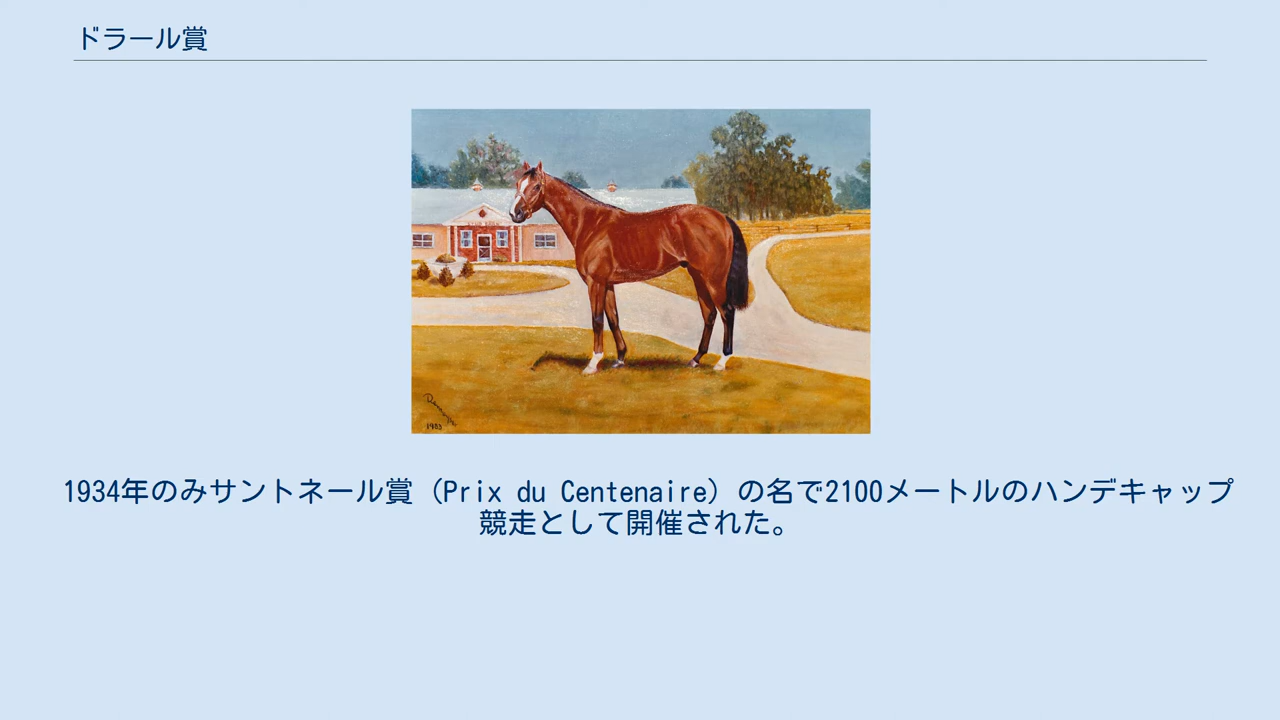 ドラール賞
1983
1934年のみサントネール賞（Prix du Centenaire）の名で2100メートルのハンデキャップ
競走として開催された。